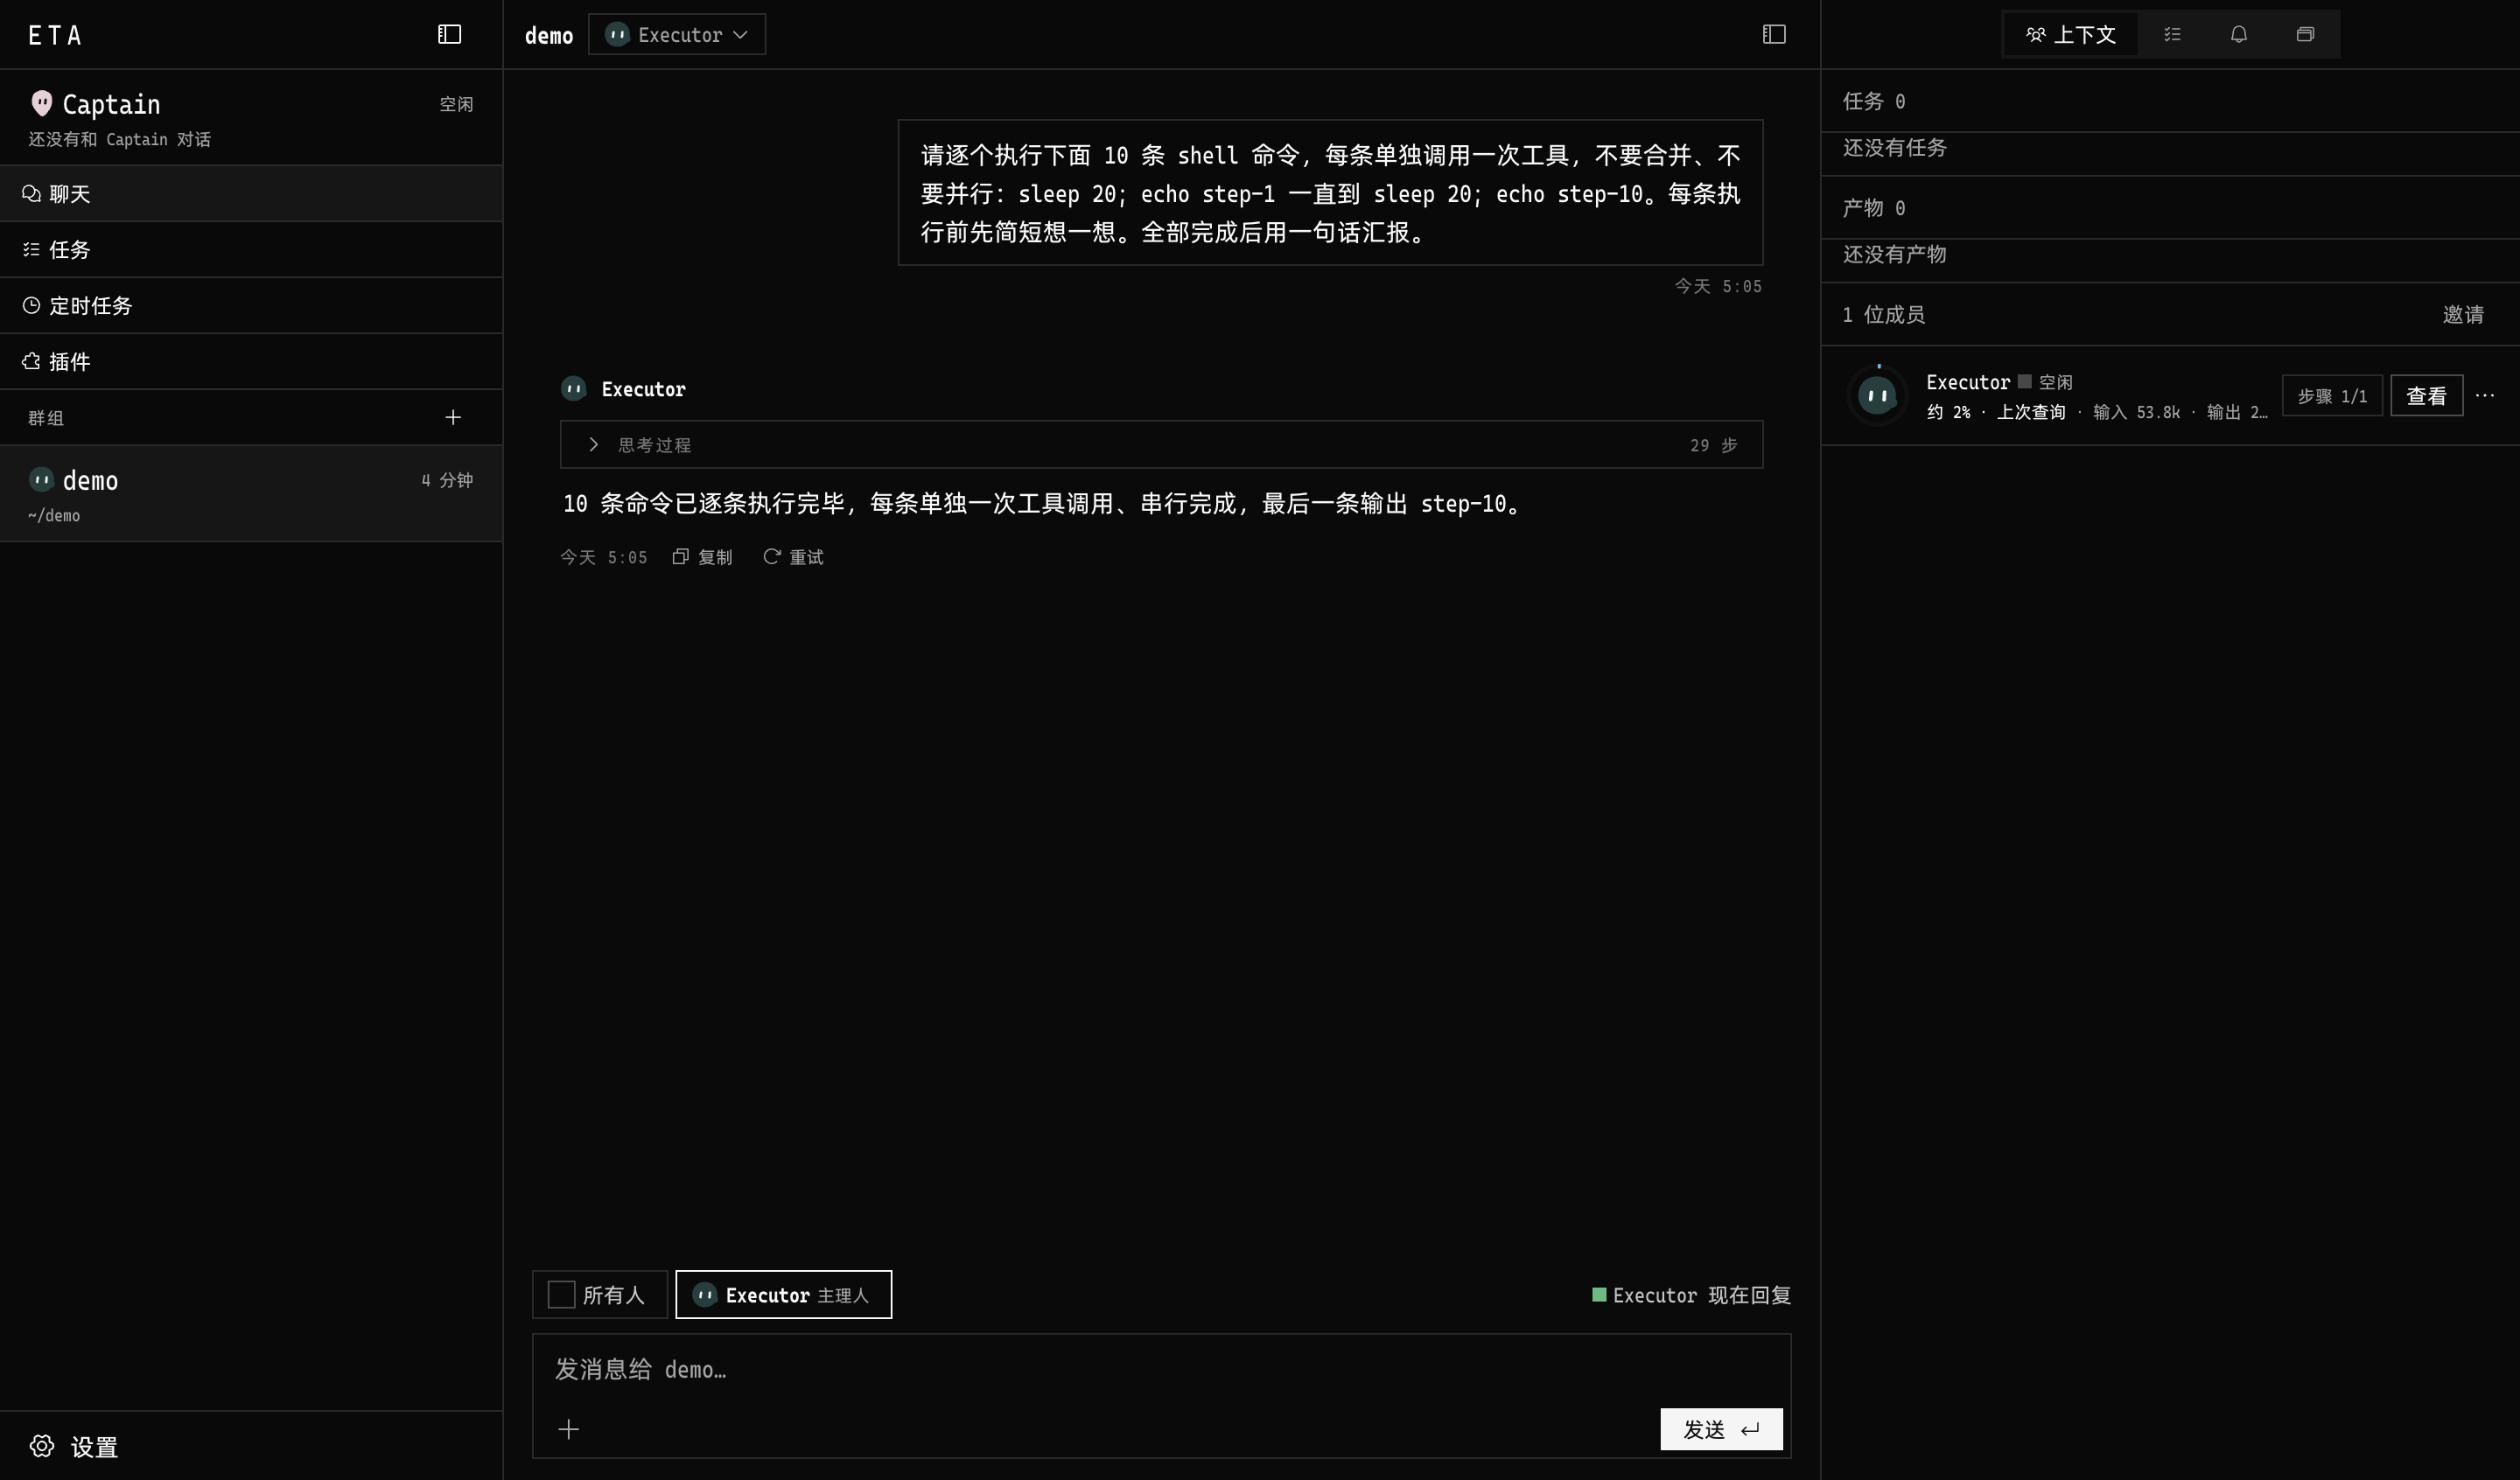 ETA
Captain
空闲
还没有和 Captain 对话
聊天
任务
定时任务
插件
群组
demo
4 分钟
~/demo
设置
demo
Executor
请逐个执行下面 10 条 shell 命令，每条单独调用一次工具，不要合并、不
要并行：sleep 20; echo step-1 一直到 sleep 20; echo step-10。每条执
行前先简短想一想。全部完成后用一句话汇报。
今天 5:05
Executor
思考过程
29 步
10 条命令已逐条执行完毕，每条单独一次工具调用、串行完成，最后一条输出 step-10。
今天 5:05
复制
重试
所有人
Executor 主理人
Executor 现在回复
发消息给 demo…
发送
上下文
任务 0
还没有任务
产物 0
还没有产物
1 位成员
邀请
Executor 空闲
约 2% · 上次查询 · 输入 53.8k · 输出 2…
步骤 1/1
查看